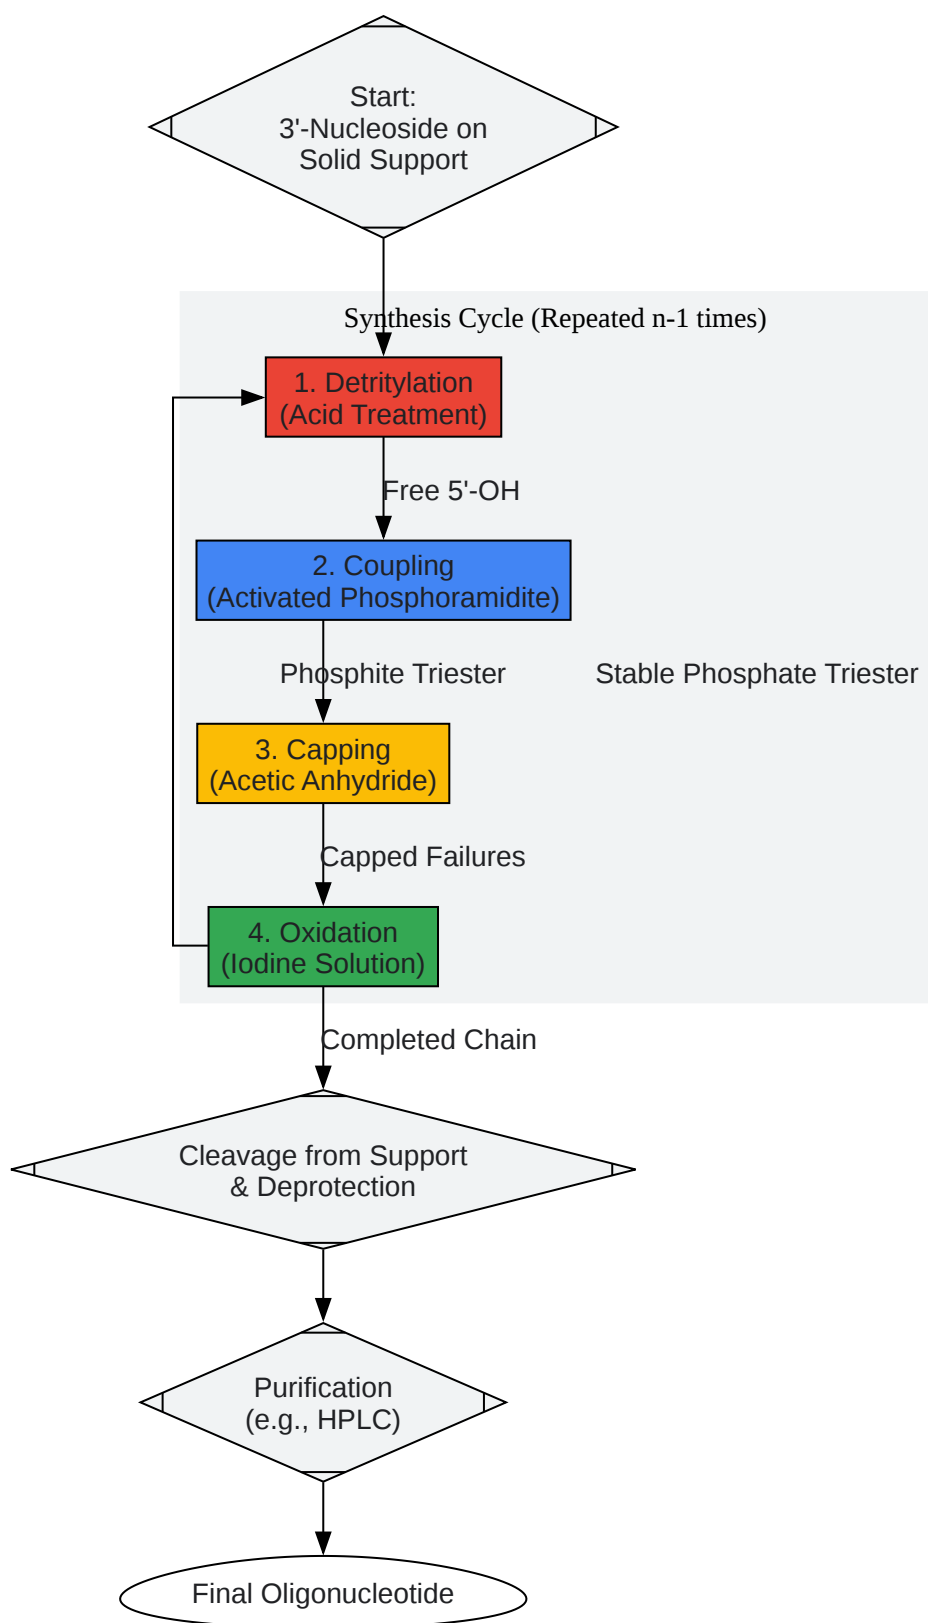 Start:
3'-Nucleoside on
Solid Support
Synthesis Cycle (Repeated n-1 times)
1. Detritylation
(Acid Treatment)
Free 5'-OH
2. Coupling
(Activated Phosphoramidite)
Phosphite Triester
Stable Phosphate Triester
3. Capping
(Acetic Anhydride)
Capped Failures
4. Oxidation
(Iodine Solution)
Completed Chain
Cleavage from Support
& Deprotection
Purification
(e.g., HPLC)
Final Oligonucleotide